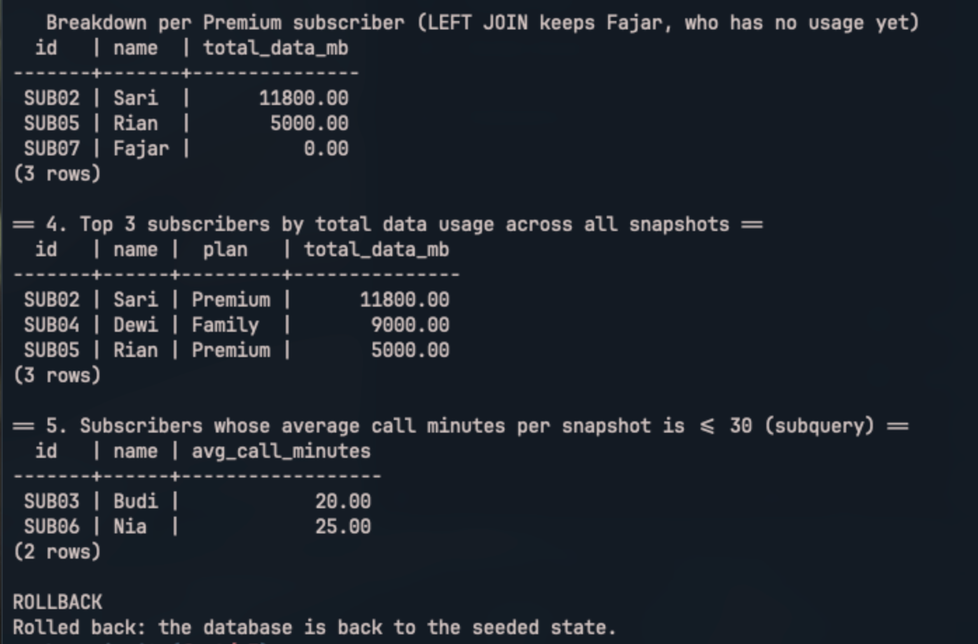 Breakdown per Premium subscriber (LEFT JOIN keeps Fajar, who has no usage yet)
  id   | name  | total_data_mb
-------+-------+---------------
 SUB02 | Sari  |      11800.00
 SUB05 | Rian  |       5000.00
 SUB07 | Fajar |          0.00
(3 rows)

== 4. Top 3 subscribers by total data usage across all snapshots ==
  id   | name |  plan   | total_data_mb
-------+------+---------+---------------
 SUB02 | Sari | Premium |      11800.00
 SUB04 | Dewi | Family  |       9000.00
 SUB05 | Rian | Premium |       5000.00
(3 rows)

== 5. Subscribers whose average call minutes per snapshot is <= 30 (subquery) ==
  id   | name | avg_call_minutes
-------+------+------------------
 SUB03 | Budi |            20.00
 SUB06 | Nia  |            25.00
(2 rows)

ROLLBACK
Rolled back: the database is back to the seeded state.